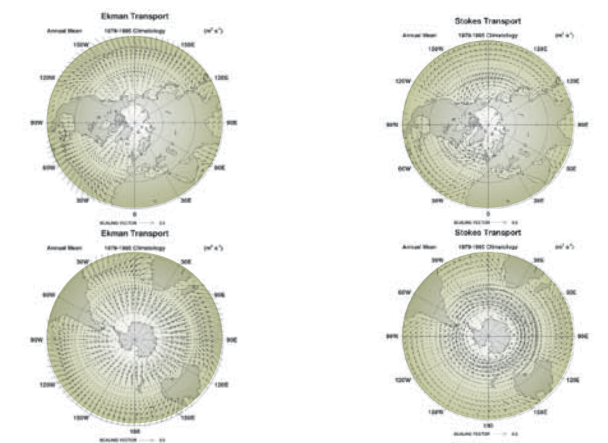 Ekman Transport
Annual Mean 1979-1995 Climatology (m² s⁻¹)
150W 150E
120W 120E
90W 90E
60W 60E
30W 30E
0
SCALING VECTOR
Stokes Transport
Annual Mean 1979-1995 Climatology (m² s⁻¹)
150W 150E
120W 120E
90W 90E
60W 60E
30W 30E
0
SCALING VECTOR
Ekman Transport
Annual Mean 1979-1995 Climatology (m² s⁻¹)
30W 30E
60W 60E
90W 90E
120W 120E
150W 150E
180
SCALING VECTOR
Stokes Transport
Annual Mean 1979-1995 Climatology (m² s⁻¹)
30W 30E
60W 60E
90W 90E
120W 120E
150W 150E
180
SCALING VECTOR